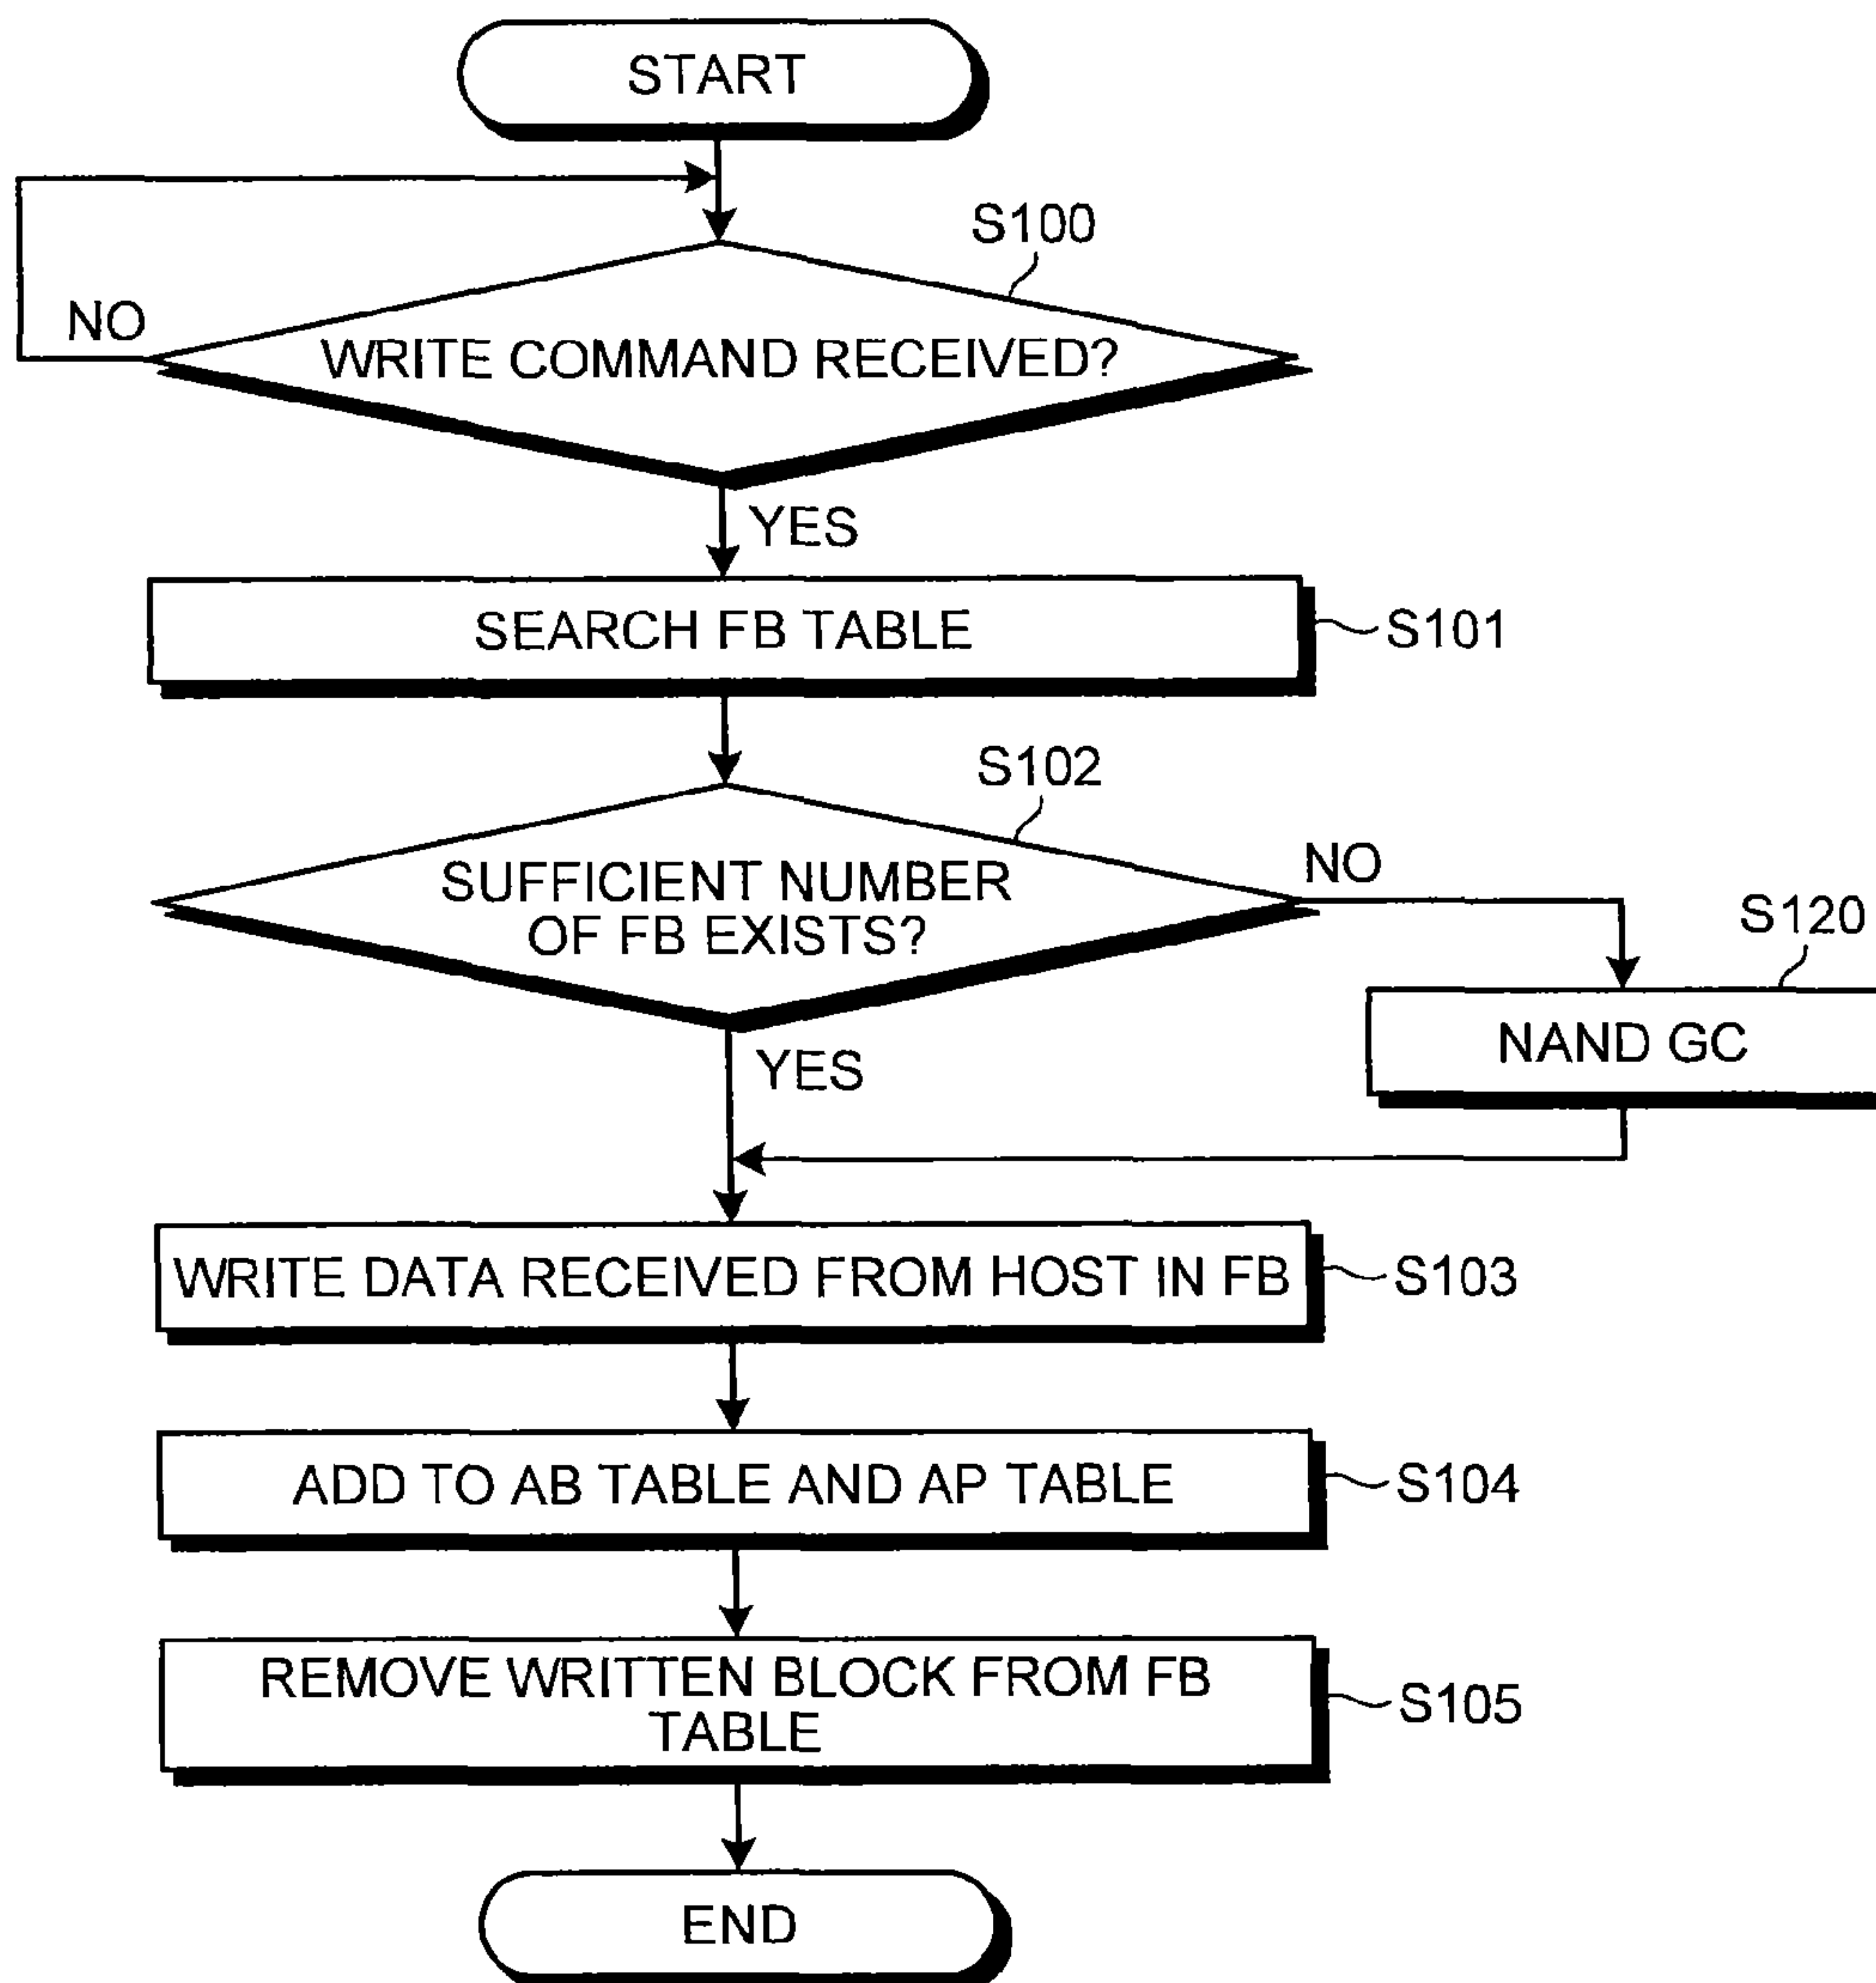 START
S100
NO
WRITE COMMAND RECEIVED?
YES
SEARCH FB TABLE
S101
S102
SUFFICIENT NUMBER
OF FB EXISTS?
NO
S120
NAND GC
YES
WRITE DATA RECEIVED FROM HOST IN FB
S103
ADD TO AB TABLE AND AP TABLE
S104
REMOVE WRITTEN BLOCK FROM FB
TABLE
S105
END